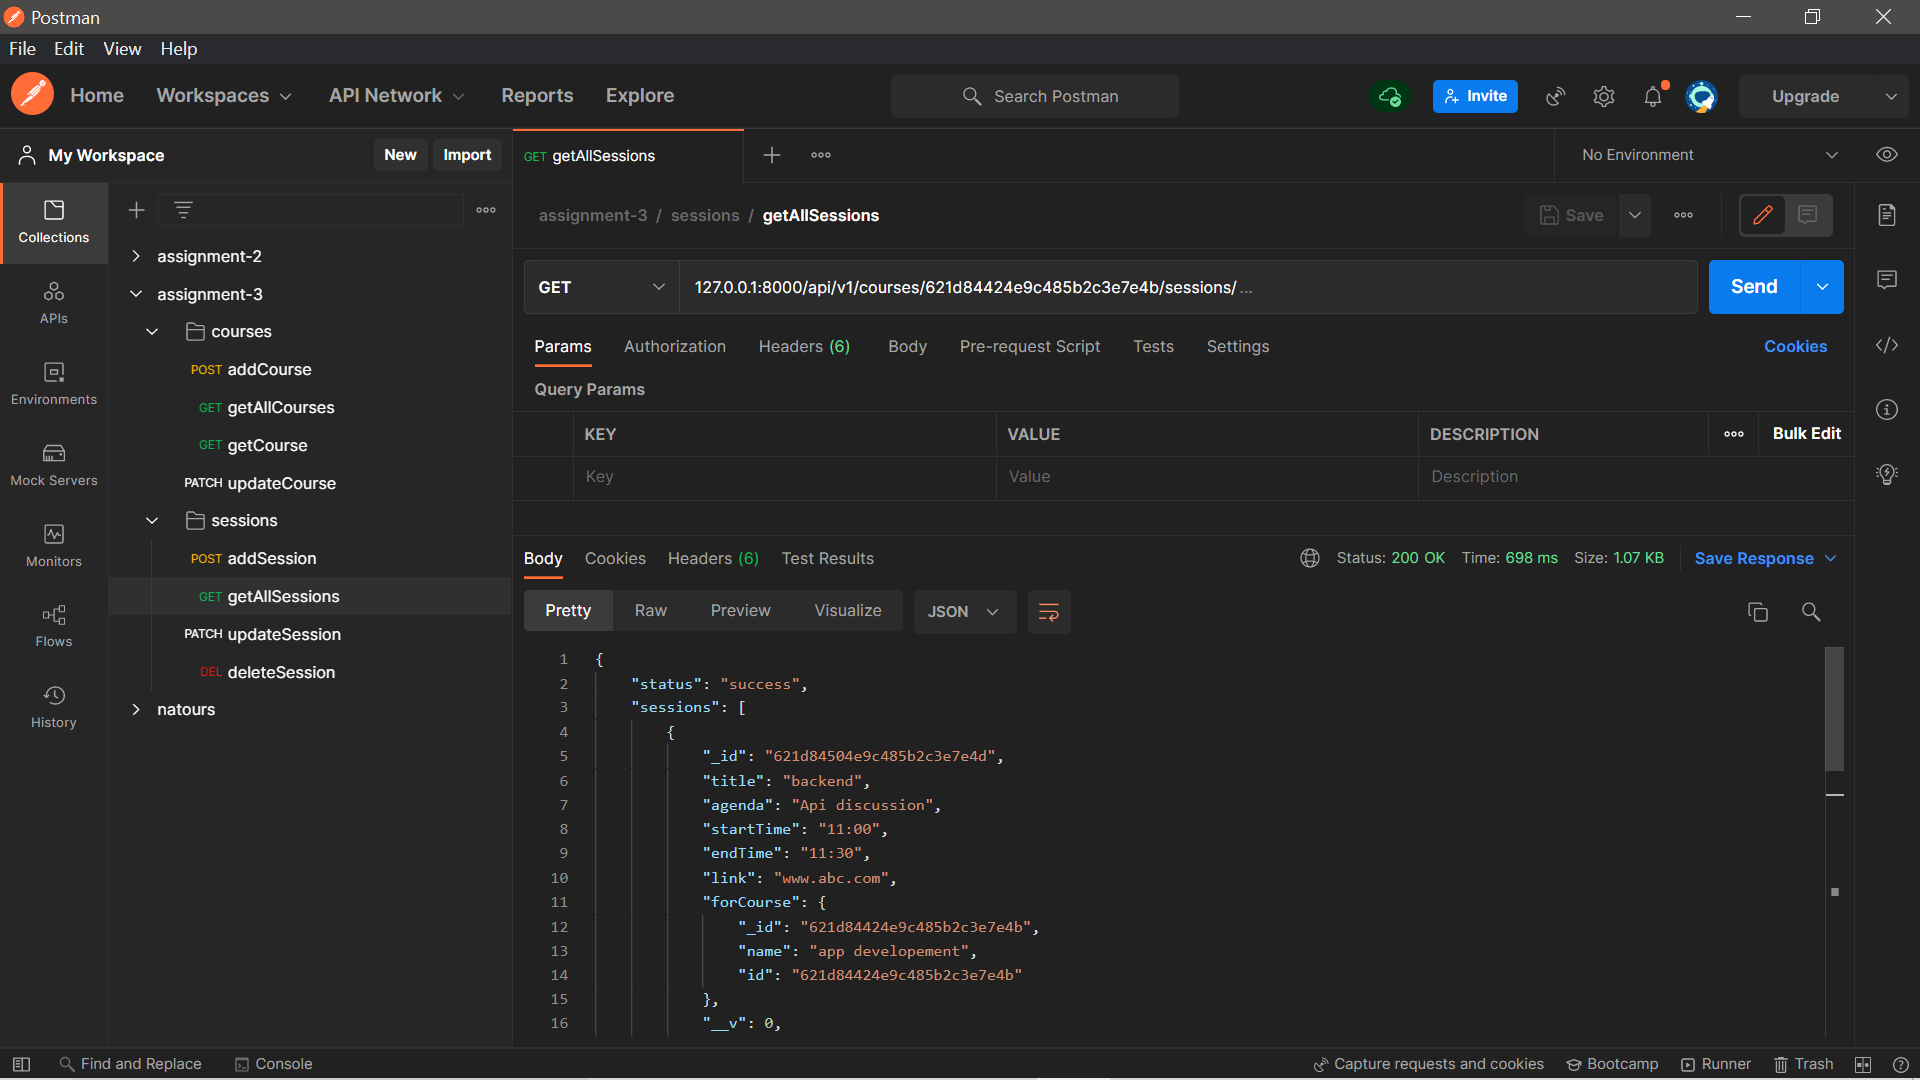 Postman
File Edit View Help
Home Workspaces API Network Reports Explore Search Postman Invite Upgrade
My Workspace New Import GET getAllSessions No Environment
assignment-3 / sessions / getAllSessions Save
GET 127.0.0.1:8000/api/v1/courses/621d84424e9c485b2c3e7e4b/sessions/ ... Send
Params Authorization Headers (6) Body Pre-request Script Tests Settings Cookies
Query Params
KEY VALUE DESCRIPTION Bulk Edit
Key Value Description
Collections
APIs
Environments
Mock Servers
Monitors
Flows
History
assignment-2
assignment-3
courses
POST addCourse
GET getAllCourses
GET getCourse
PATCH updateCourse
sessions
POST addSession
GET getAllSessions
PATCH updateSession
DEL deleteSession
natours
Body Cookies Headers (6) Test Results Status: 200 OK Time: 698 ms Size: 1.07 KB Save Response
Pretty Raw Preview Visualize JSON
1 {
2 "status": "success",
3 "sessions": [
4 {
5 "_id": "621d84504e9c485b2c3e7e4d",
6 "title": "backend",
7 "agenda": "Api discussion",
8 "startTime": "11:00",
9 "endTime": "11:30",
10 "link": "www.abc.com",
11 "forCourse": {
12 "_id": "621d84424e9c485b2c3e7e4b",
13 "name": "app developement",
14 "id": "621d84424e9c485b2c3e7e4b"
15 },
16 "__v": 0,
Find and Replace Console Capture requests and cookies Bootcamp Runner Trash